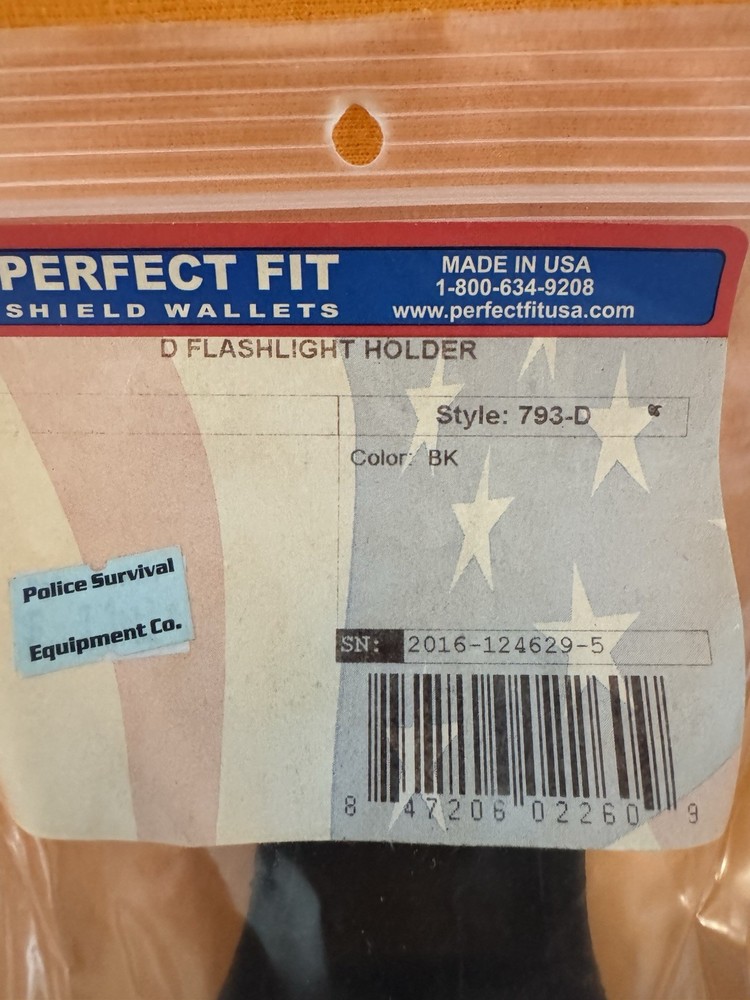 PERFECT FIT
SHIELD WALLETS
MADE IN USA
1-800-634-9208
www.perfectfitusa.com
D FLASHLIGHT HOLDER
Style: 793-D
Color: BK
Police Survival
Equipment Co.
SN: 2016-124629-5
8 47206 02260 9